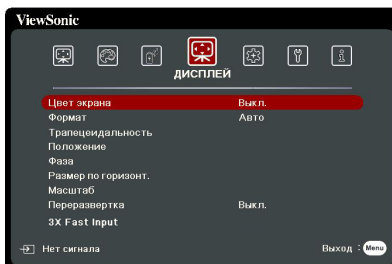 ViewSonic
ДИСПЛЕЙ
Цвет экрана Выкл.
Формат Авто
Трапецеидальность
Положение
Фаза
Размер по горизонт.
Масштаб
Переразвертка Выкл.
3X Fast Input
Нет сигнала Выход : Menu